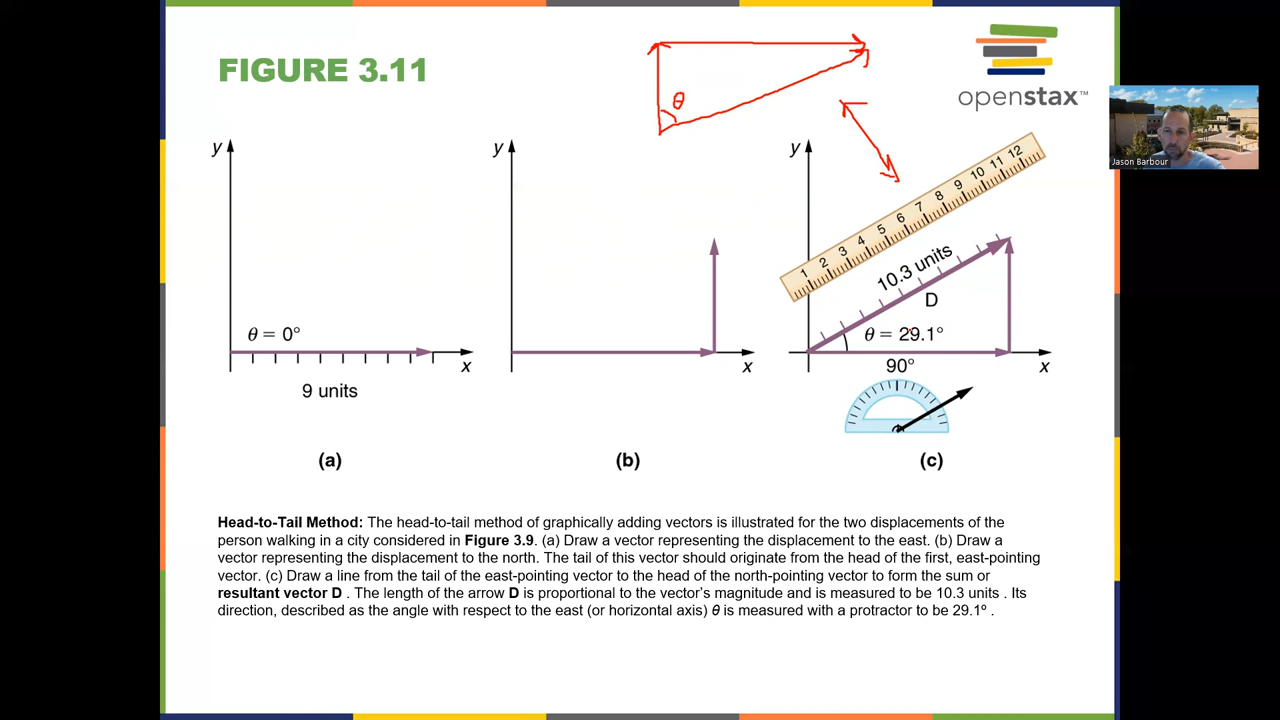 FIGURE 3.11
openstax™
θ
Jason Barbour
y
θ = 0°
x
9 units
(a)
y
x
(b)
y
1 2 3 4 5 6 7 8 9 10 11 12
10.3 units
D
θ = 29.1°
90°
x
(c)
Head-to-Tail Method: The head-to-tail method of graphically adding vectors is illustrated for the two displacements of the
person walking in a city considered in Figure 3.9. (a) Draw a vector representing the displacement to the east. (b) Draw a
vector representing the displacement to the north. The tail of this vector should originate from the head of the first, east-pointing
vector. (c) Draw a line from the tail of the east-pointing vector to the head of the north-pointing vector to form the sum or
resultant vector D . The length of the arrow D is proportional to the vector's magnitude and is measured to be 10.3 units . Its
direction, described as the angle with respect to the east (or horizontal axis) θ is measured with a protractor to be 29.1º .